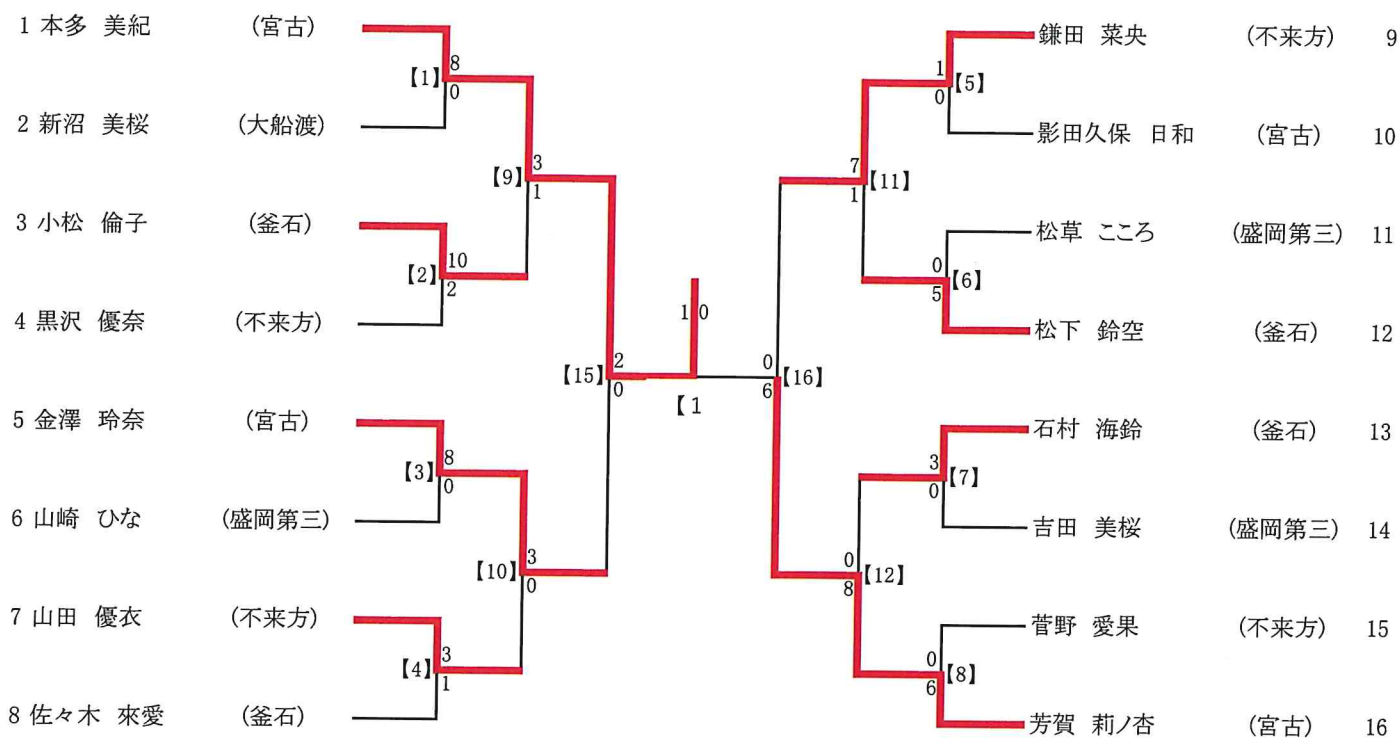 1 本多 美紀 (宮古)
鎌田 菜央 (不来方) 9
8
【1】
0
1
【5】
0
2 新沼 美桜 (大船渡)
影田久保 日和 (宮古) 10
3
【9】
1
7
【11】
1
3 小松 倫子 (釜石)
松草 こころ (盛岡第三) 11
10
【2】
2
0
【6】
5
4 黒沢 優奈 (不来方)
松下 鈴空 (釜石) 12
1 0
2
【15】
0
0
【16】
6
【1
5 金澤 玲奈 (宮古)
石村 海鈴 (釜石) 13
8
【3】
0
3
【7】
0
6 山崎 ひな (盛岡第三)
吉田 美桜 (盛岡第三) 14
3
【10】
0
0
【12】
8
7 山田 優衣 (不来方)
菅野 愛果 (不来方) 15
3
【4】
1
0
【8】
6
8 佐々木 來愛 (釜石)
芳賀 莉ノ杏 (宮古) 16